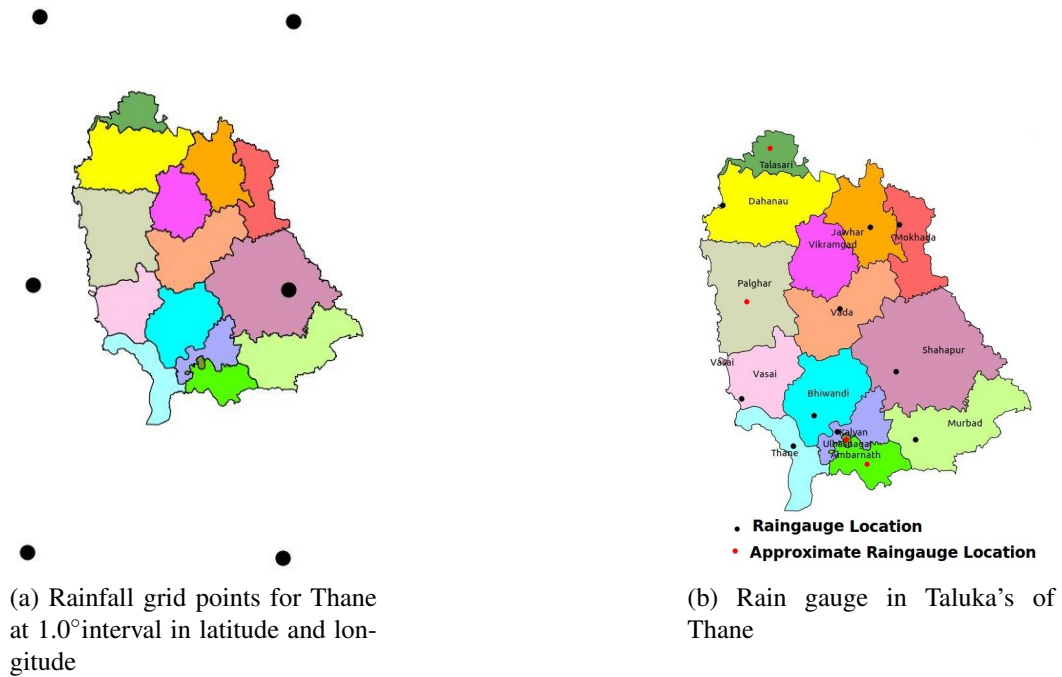 Talasari
Dahanau
Jawhar
Mokhada
Vikramgad
Palghar
Vada
Shahapur
Vasai
Vasai
Bhiwandi
Murbad
Kalyan
Ulhasnagar
Thane
Ambarnath
Raingauge Location
Approximate Raingauge Location
(a) Rainfall grid points for Thane
at 1.0°interval in latitude and lon-
gitude
(b) Rain gauge in Taluka's of
Thane